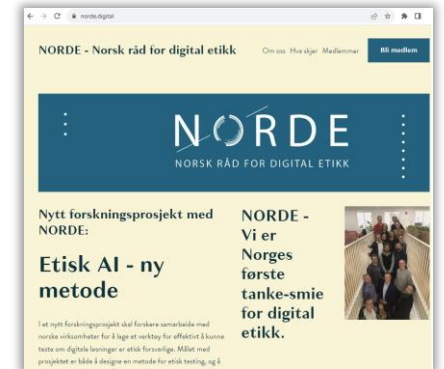 norde.digital
NORDE - Norsk råd for digital etikk
Om oss Hva skjer Medlemmer
Bli medlem
NORDE
NORSK RÅD FOR DIGITAL ETIKK
Nytt forskningsprosjekt med
NORDE:
Etisk AI - ny
metode
I et nytt forskningsprosjekt skal forskere samarbeide med
norske virksomheter for å lage et verktøy for effektivt å kunne
teste om digitale løsninger er etisk forsvarlige. Målet med
prosjektet er både å designe en metode for etisk testing, og å
NORDE -
Vi er
Norges
første
tanke-smie
for digital
etikk.